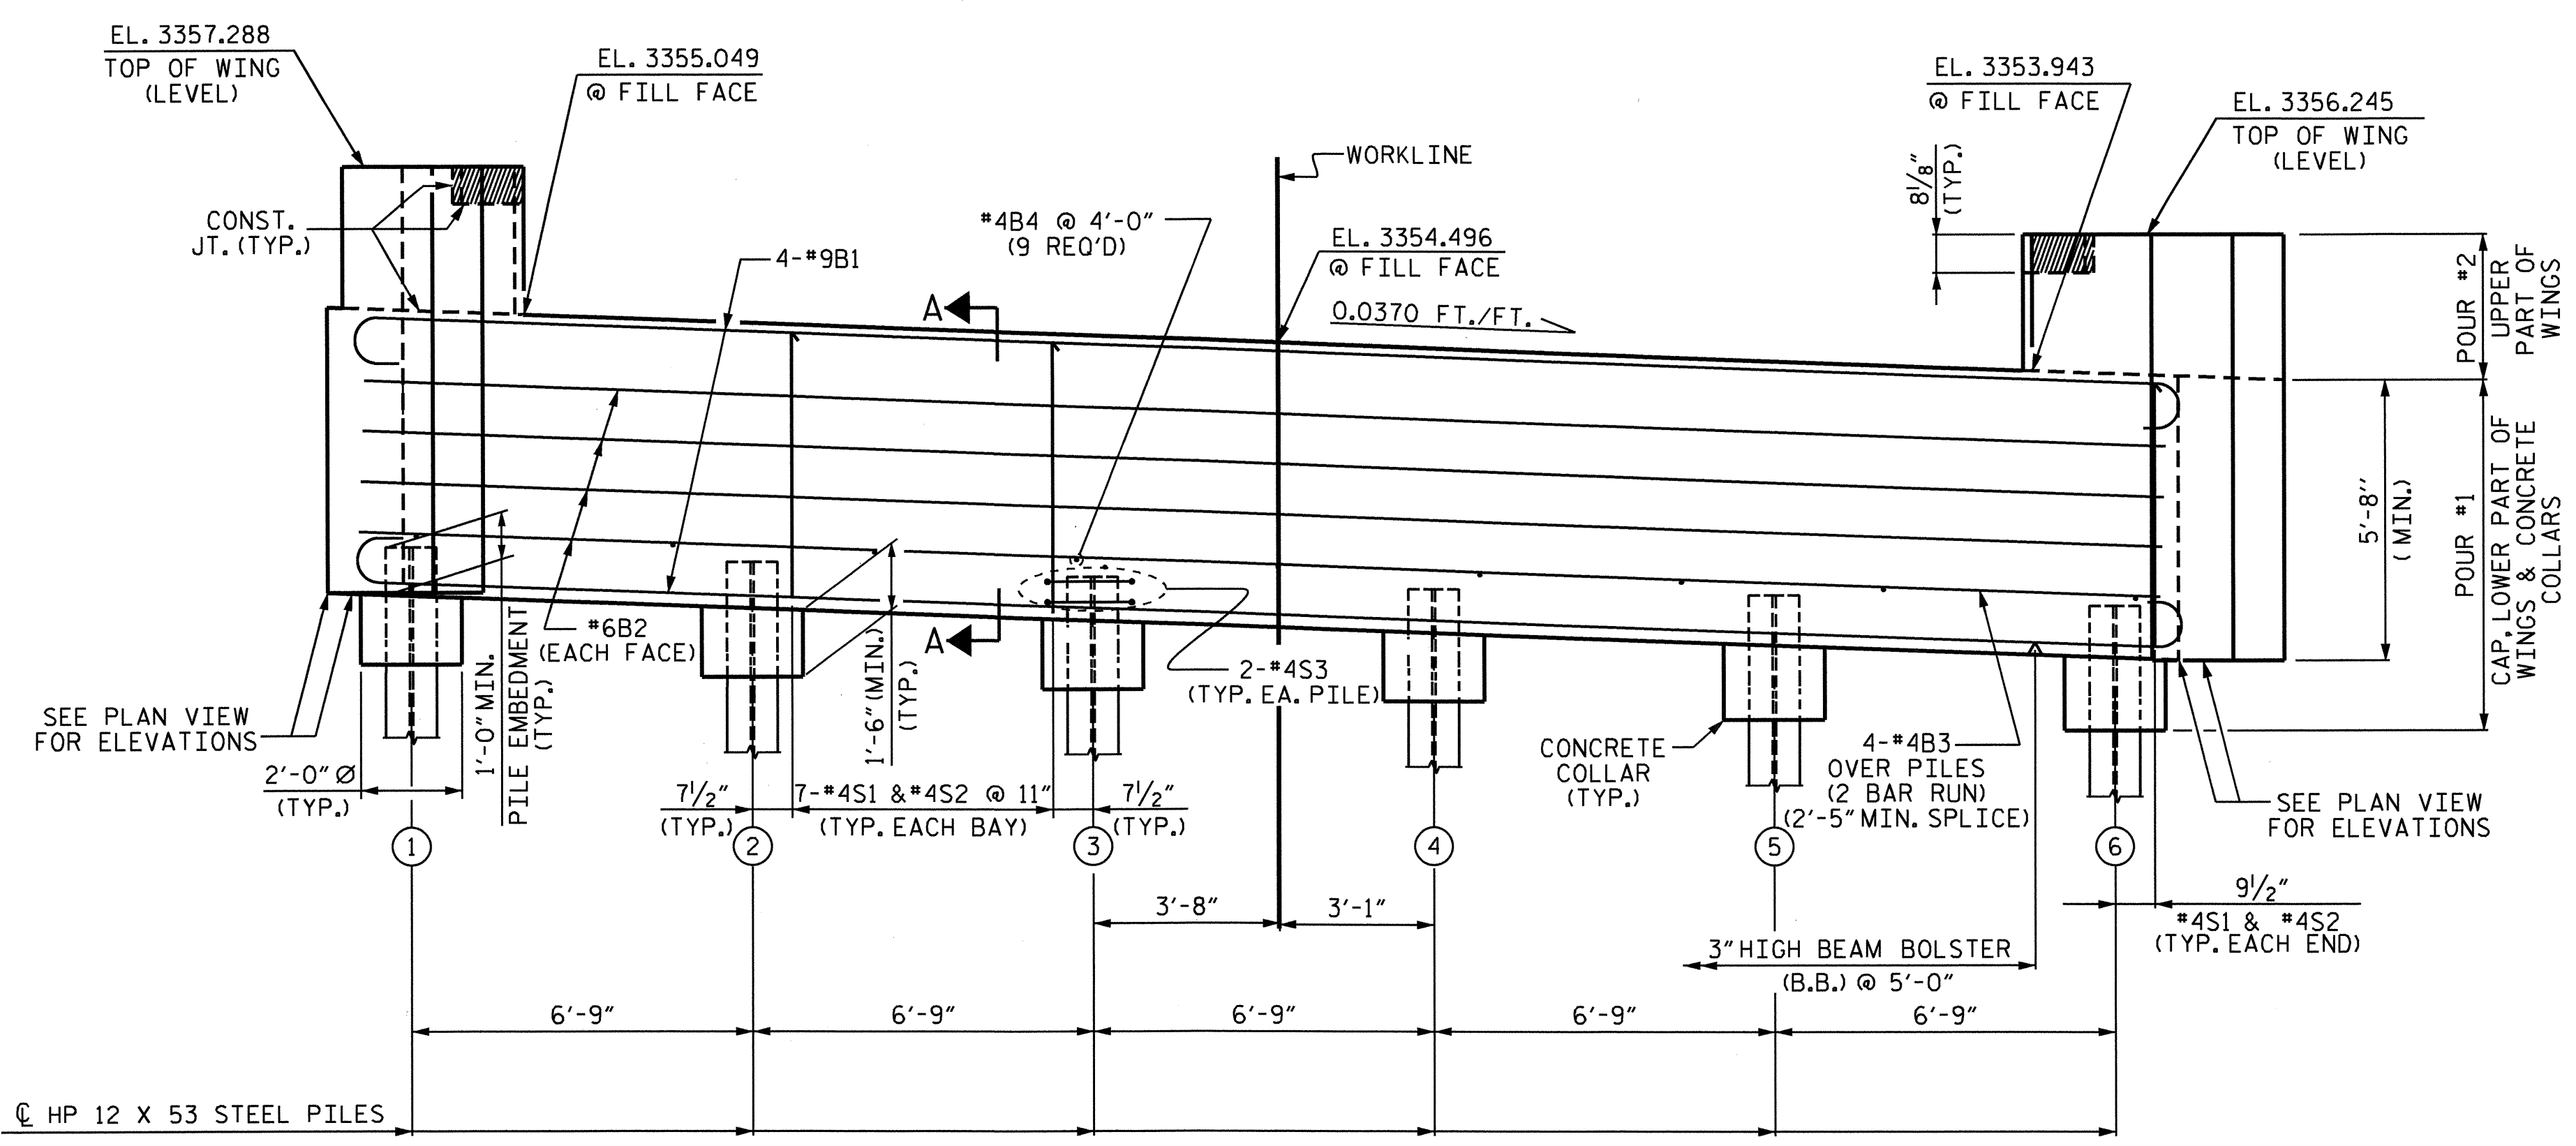 EL. 3357.288
TOP OF WING
(LEVEL)
EL. 3355.049
@ FILL FACE
EL. 3353.943
@ FILL FACE
EL. 3356.245
TOP OF WING
(LEVEL)
8⅛"
(TYP.)
WORKLINE
CONST.
JT. (TYP.)
#4B4 @ 4'-0"
(9 REQ'D)
4-#9B1
EL. 3354.496
@ FILL FACE
0.0370 FT./FT.
A
POUR #2
UPPER
PART OF
WINGS
5'-8"
(MIN.)
POUR #1
CAP, LOWER PART OF
WINGS & CONCRETE
COLLARS
A
#6B2
(EACH FACE)
1'-0" MIN.
PILE EMBEDMENT
(TYP.)
1'-6" (MIN.)
(TYP.)
2-#4S3
(TYP. EA. PILE)
SEE PLAN VIEW
FOR ELEVATIONS
2'-0" Ø
(TYP.)
7½"
(TYP.)
7-#4S1 & #4S2 @ 11"
(TYP. EACH BAY)
7½"
(TYP.)
CONCRETE
COLLAR
(TYP.)
4-#4B3
OVER PILES
(2 BAR RUN)
(2'-5" MIN. SPLICE)
SEE PLAN VIEW
FOR ELEVATIONS
1
2
3
4
5
6
3'-8"
3'-1"
9½"
#4S1 & #4S2
(TYP. EACH END)
3" HIGH BEAM BOLSTER
(B.B.) @ 5'-0"
6'-9"
6'-9"
6'-9"
6'-9"
6'-9"
℄ HP 12 X 53 STEEL PILES